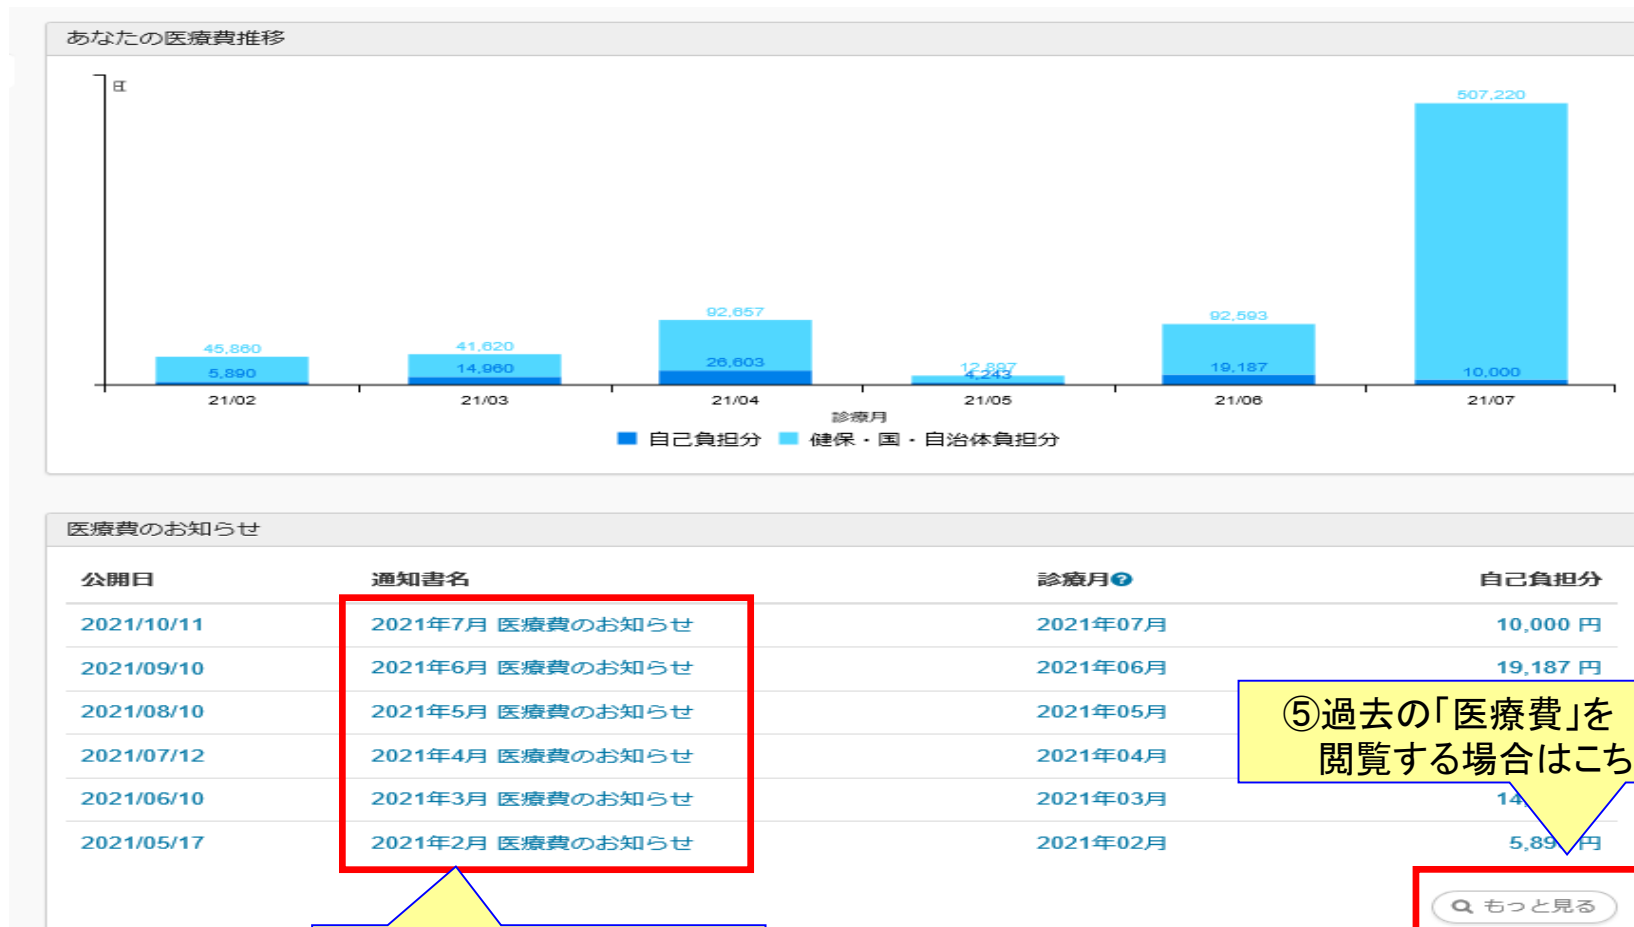 あなたの医療費推移
円
507,220
92,657
92,593
45,860
41,620
12,897
5,890
14,960
26,603
4,243
19,187
10,000
21/02 21/03 21/04 21/05 21/06 21/07
診療月
自己負担分 健保・国・自治体負担分
医療費のお知らせ
公開日 通知書名 診療月 自己負担分
2021/10/11 2021年7月 医療費のお知らせ 2021年07月 10,000 円
2021/09/10 2021年6月 医療費のお知らせ 2021年06月 19,187 円
2021/08/10 2021年5月 医療費のお知らせ 2021年05月
2021/07/12 2021年4月 医療費のお知らせ 2021年04月
2021/06/10 2021年3月 医療費のお知らせ 2021年03月 14,
2021/05/17 2021年2月 医療費のお知らせ 2021年02月 5,89 円
⑤過去の「医療費」を
閲覧する場合はこち
もっと見る